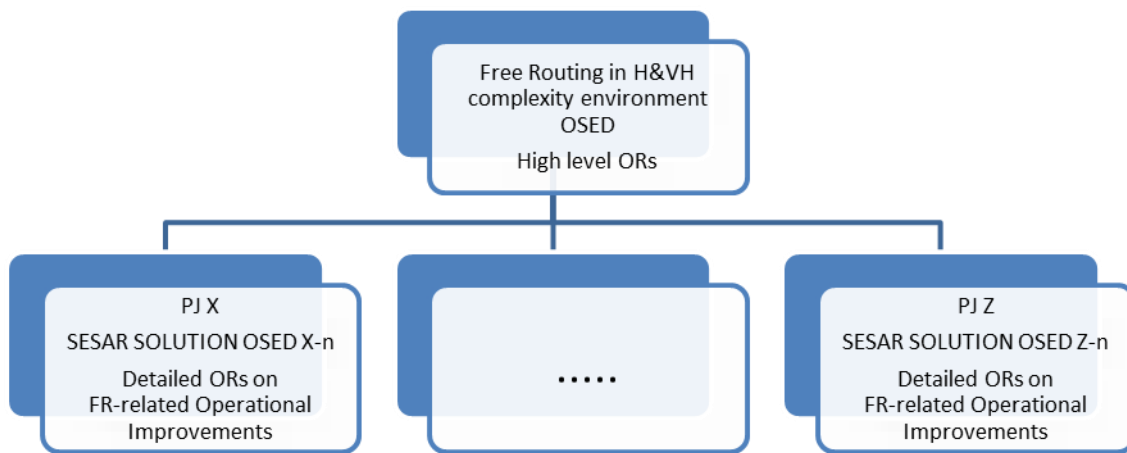 Free Routing in H&VH
complexity environment
OSED
High level ORs
PJ X
SESAR SOLUTION OSED X-n
Detailed ORs on
FR-related Operational
Improvements
.....
PJ Z
SESAR SOLUTION OSED Z-n
Detailed ORs on
FR-related Operational
Improvements